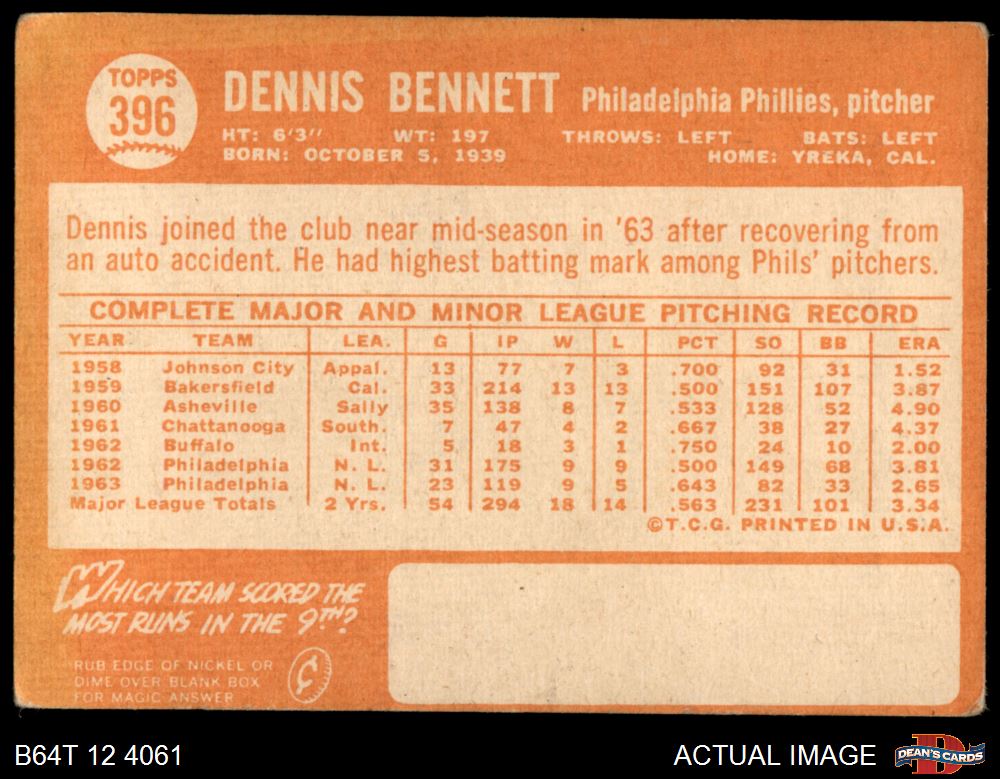 TOPPS
396
DENNIS BENNETT Philadelphia Phillies, pitcher
HT: 6'3" WT: 197 THROWS: LEFT BATS: LEFT
BORN: OCTOBER 5, 1939 HOME: YREKA, CAL.
Dennis joined the club near mid-season in '63 after recovering from
an auto accident. He had highest batting mark among Phils' pitchers.
COMPLETE MAJOR AND MINOR LEAGUE PITCHING RECORD
YEAR TEAM LEA. G IP W L PCT SO BB ERA
1958 Johnson City Appal. 13 77 7 3 .700 92 31 1.52
1959 Bakersfield Cal. 33 214 13 13 .500 151 107 3.87
1960 Asheville Sally 35 138 8 7 .533 128 52 4.90
1961 Chattanooga South. 7 47 4 2 .667 38 27 4.37
1962 Buffalo Int. 5 18 3 1 .750 24 10 2.00
1962 Philadelphia N. L. 31 175 9 9 .500 149 68 3.81
1963 Philadelphia N. L. 23 119 9 5 .643 82 33 2.65
Major League Totals 2 Yrs. 54 294 18 14 .563 231 101 3.34
©T.C.G. PRINTED IN U.S.A.
WHICH TEAM SCORED THE
MOST RUNS IN THE 9TH?
RUB EDGE OF NICKEL OR
DIME OVER BLANK BOX
FOR MAGIC ANSWER
¢
B64T 12 4061 ACTUAL IMAGE DEAN'S CARDS